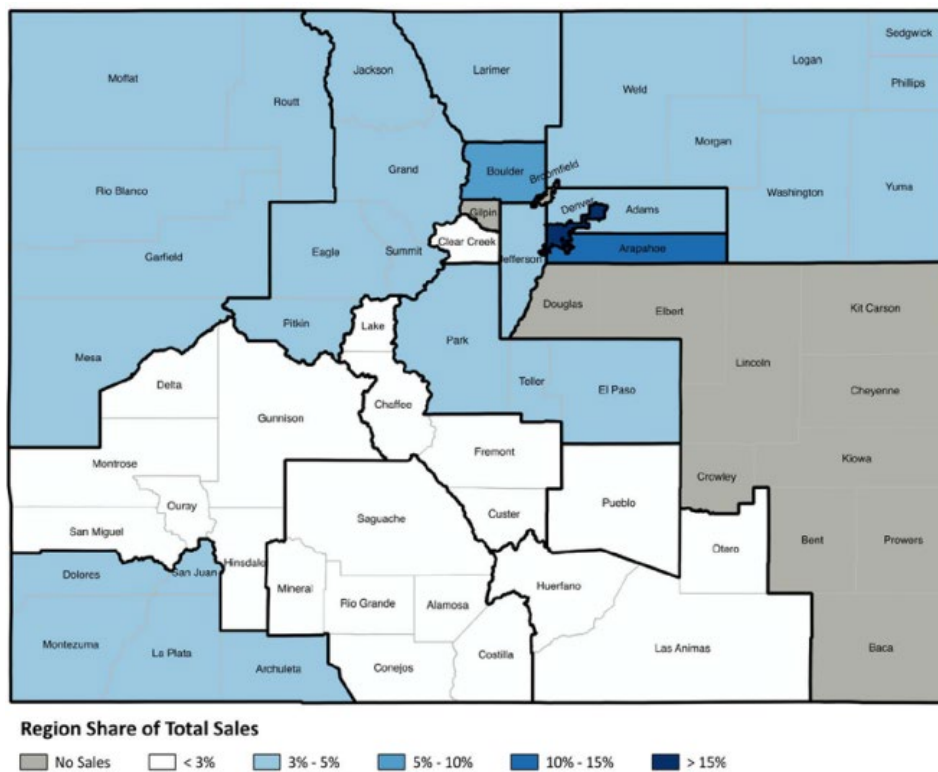 Sedgwick
Jackson
Larimer
Logan
Moffat
Weld
Phillips
Routt
Morgan
Boulder
Broomfield
Grand
Rio Blanco
Washington
Yuma
Gilpin
Denver
Adams
Clear Creek
Eagle
Summit
Arapahoe
Garfield
Jefferson
Douglas
Elbert
Kit Carson
Pitkin
Lake
Park
Mesa
Lincoln
Teller
Delta
El Paso
Cheyenne
Chaffee
Gunnison
Fremont
Kiowa
Montrose
Crowley
Ouray
Pueblo
Custer
Saguache
San Miguel
Bent
Prowers
Otero
Hinsdale
Dolores
San Juan
Mineral
Huerfano
Rio Grande
Alamosa
Montezuma
La Plata
Las Animas
Baca
Costilla
Archuleta
Conejos
Region Share of Total Sales
No Sales < 3% 3% - 5% 5% - 10% 10% - 15% > 15%